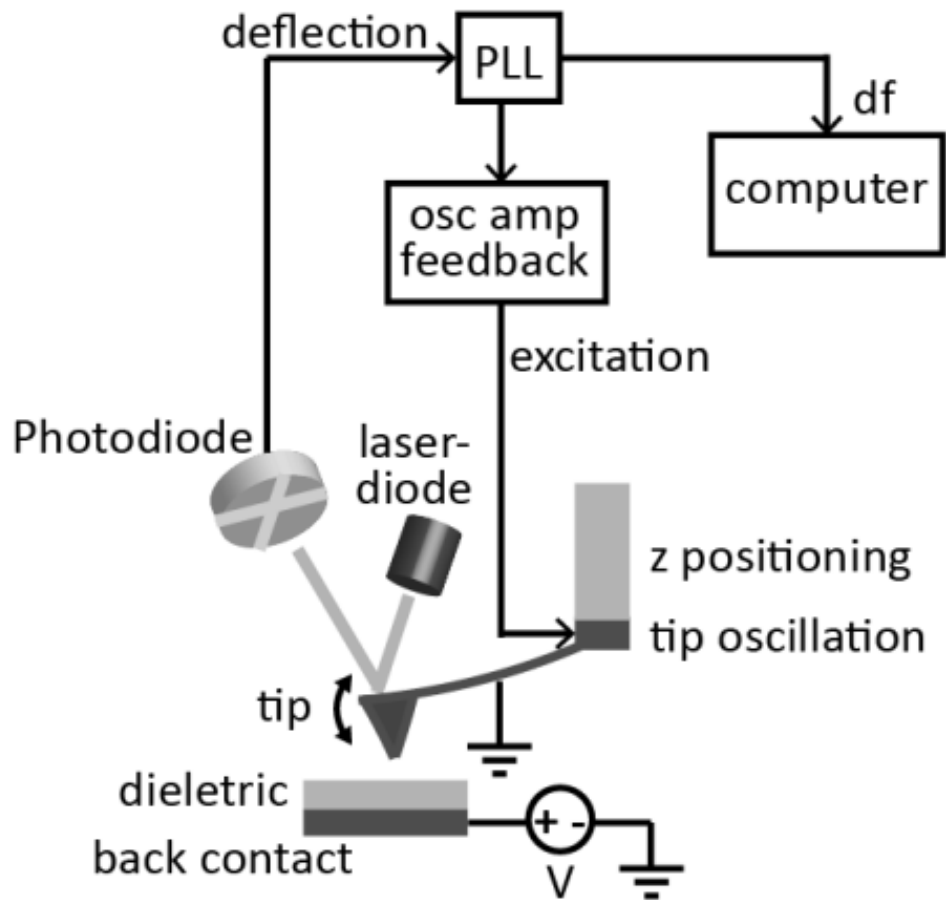 deflection
PLL
df
computer
osc amp
feedback
excitation
Photodiode
laser-
diode
z positioning
tip oscillation
tip
dieletric
+ -
back contact
V